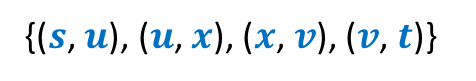 {(s, u), (u, x), (x, v), (v, t)}